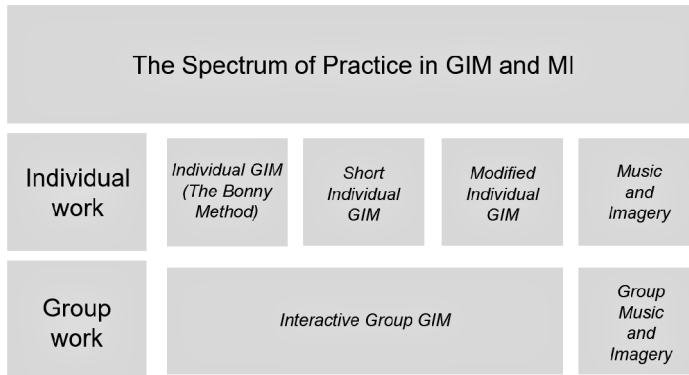 The Spectrum of Practice in GIM and MI
Individual
work
Individual GIM
(The Bonny
Method)
Short
Individual
GIM
Modified
Individual
GIM
Music
and
Imagery
Group
work
Interactive Group GIM
Group
Music
and
Imagery